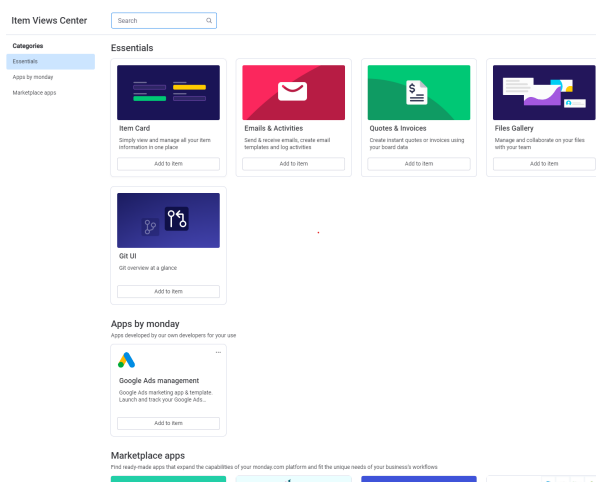 Item Views Center
Search
Categories
Essentials
Apps by monday
Marketplace apps
Essentials
Item Card
Simply view and manage all your item
information in one place
Add to item
Emails & Activities
Send & receive emails, create email
templates and log activities
Add to item
Quotes & Invoices
Create instant quotes or invoices using
your board data
Add to item
Files Gallery
Manage and collaborate on your files
with your team
Add to item
Git UI
Git overview at a glance
Add to item
Apps by monday
Apps developed by our own developers for your use
Google Ads management
Google Ads marketing app & template.
Launch and track your Google Ads...
Add to item
Marketplace apps
Find ready-made apps that expand the capabilities of your monday.com platform and fit the unique needs of your business's workflows